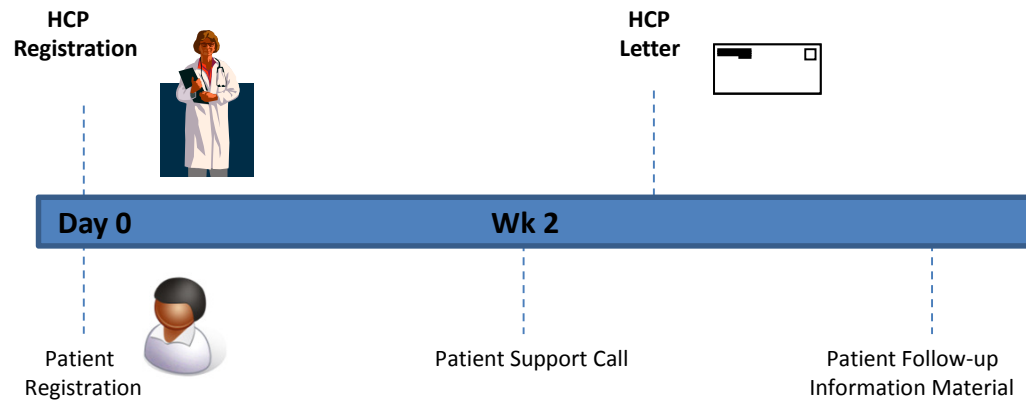 HCP
Registration
HCP
Letter
Day 0
Wk 2
Patient
Registration
Patient Support Call
Patient Follow-up
Information Material